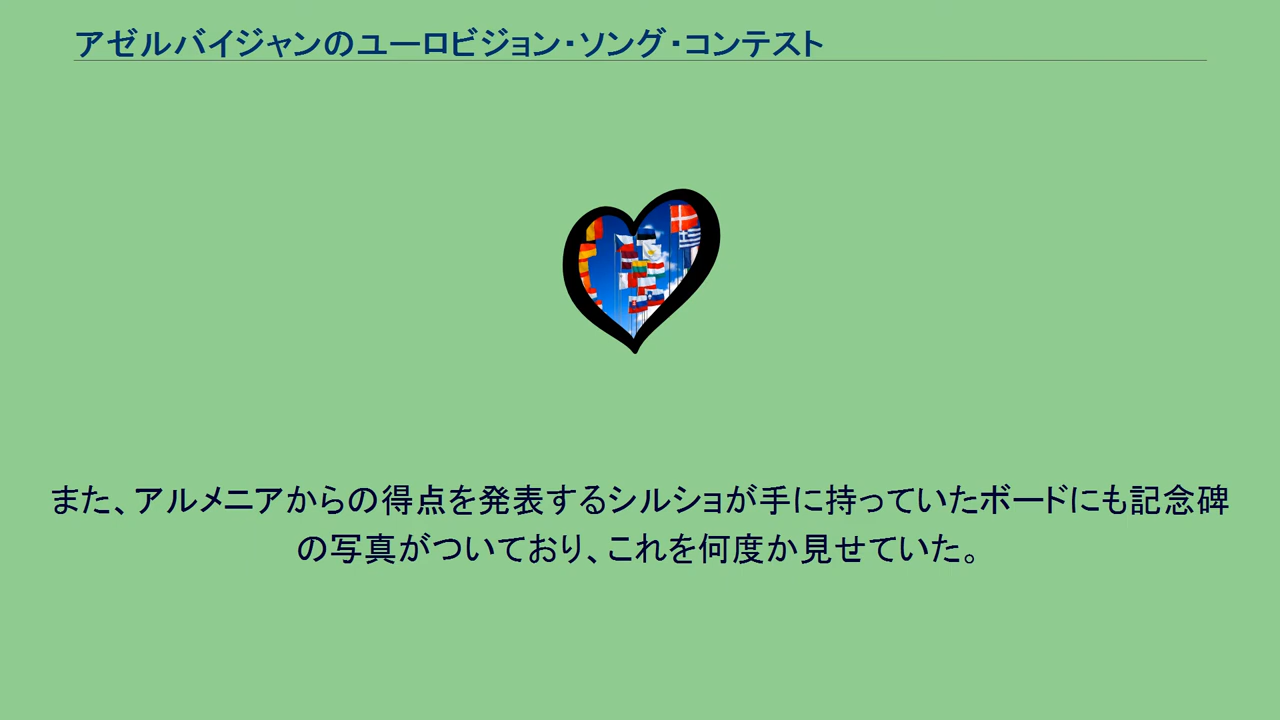 アゼルバイジャンのユーロビジョン・ソング・コンテスト
また、アルメニアからの得点を発表するシルショが手に持っていたボードにも記念碑
の写真がついており、これを何度か見せていた。